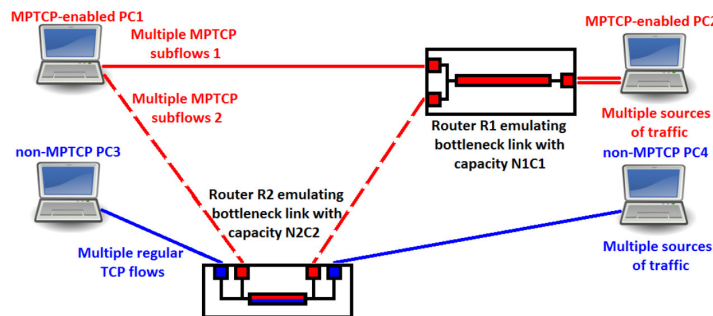 MPTCP-enabled PC1
Multiple MPTCP
subflows 1
Multiple MPTCP
subflows 2
MPTCP-enabled PC2
Multiple sources
of traffic
Router R1 emulating
bottleneck link with
capacity N1C1
non-MPTCP PC3
non-MPTCP PC4
Router R2 emulating
bottleneck link with
capacity N2C2
Multiple regular
TCP flows
Multiple sources
of traffic